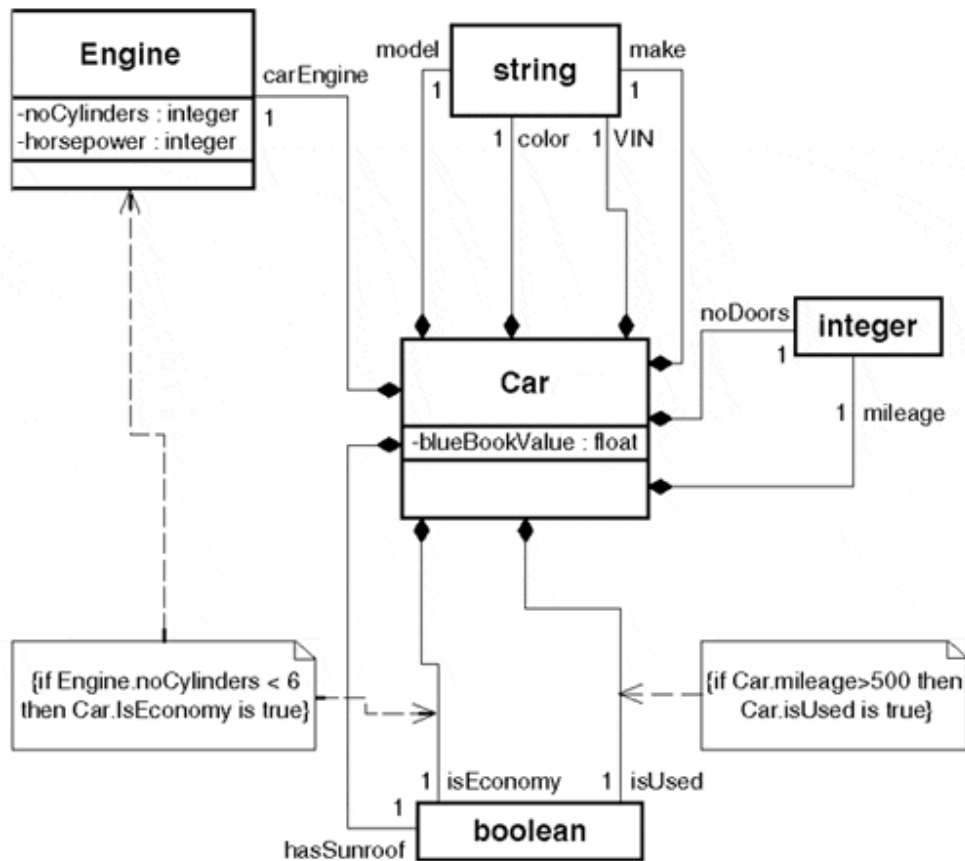 Engine
-noCylinders : integer
-horsepower : integer
carEngine
1
model
1
string
make
1
1 color
1 VIN
Car
-blueBookValue : float
noDoors
1
integer
1 mileage
{if Engine.noCylinders < 6
then Car.IsEconomy is true}
{if Car.mileage>500 then
Car.isUsed is true}
1 isEconomy
1 isUsed
1
hasSunroof
boolean